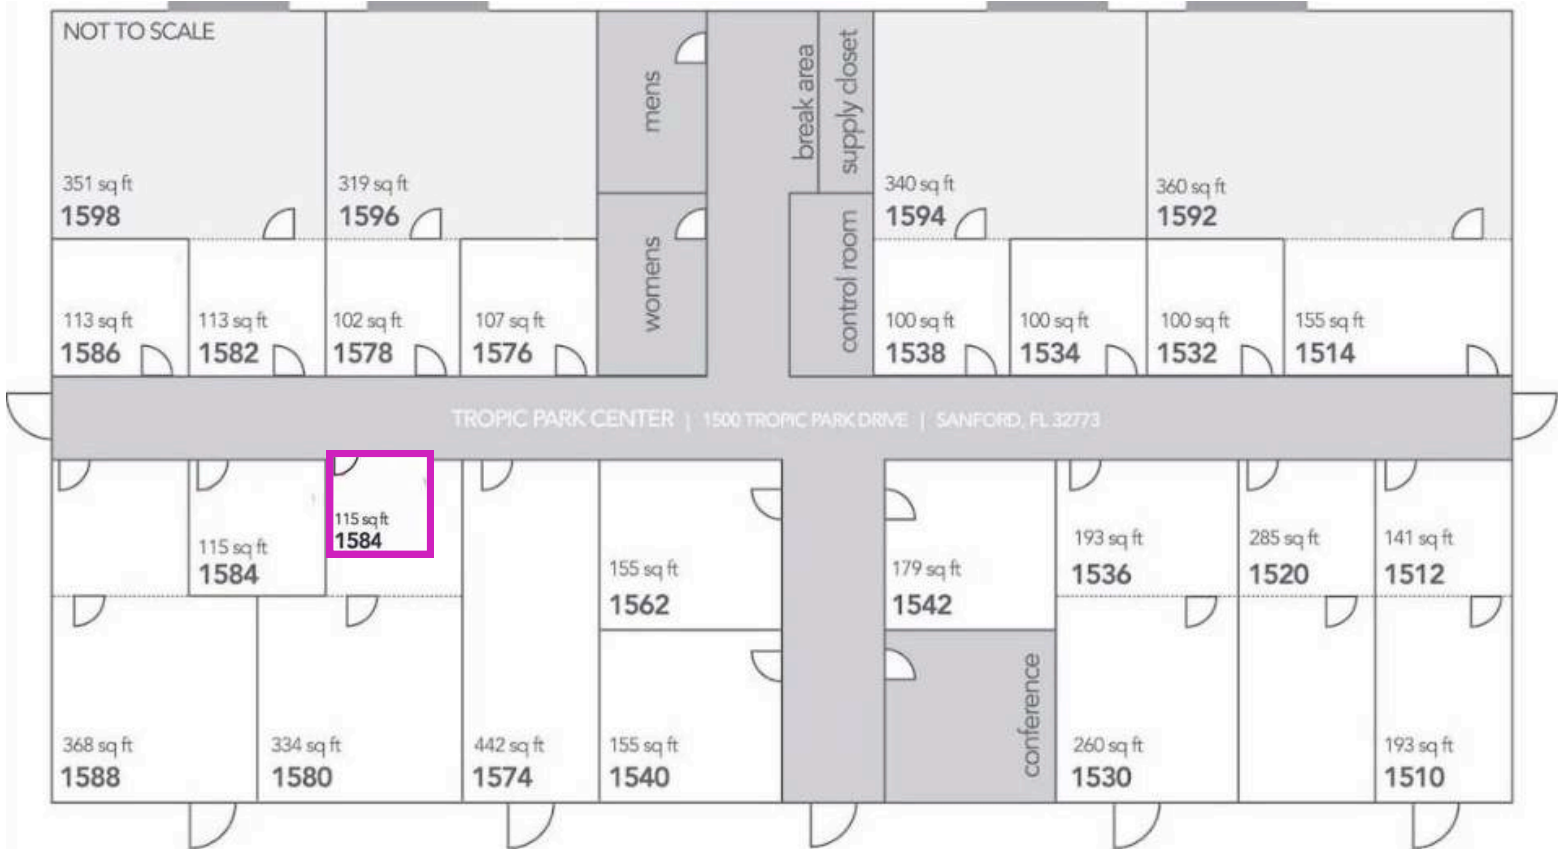 NOT TO SCALE
351 sq ft
1598
319 sq ft
1596
mens
womens
break area
supply closet
control room
340 sq ft
1594
360 sq ft
1592
113 sq ft
1586
113 sq ft
1582
102 sq ft
1578
107 sq ft
1576
100 sq ft
1538
100 sq ft
1534
100 sq ft
1532
155 sq ft
1514
TROPIC PARK CENTER | 1500 TROPIC PARK DRIVE | SANFORD, FL 32773
115 sq ft
1584
115 sq ft
1584
155 sq ft
1562
179 sq ft
1542
193 sq ft
1536
285 sq ft
1520
141 sq ft
1512
368 sq ft
1588
334 sq ft
1580
442 sq ft
1574
155 sq ft
1540
conference
260 sq ft
1530
193 sq ft
1510